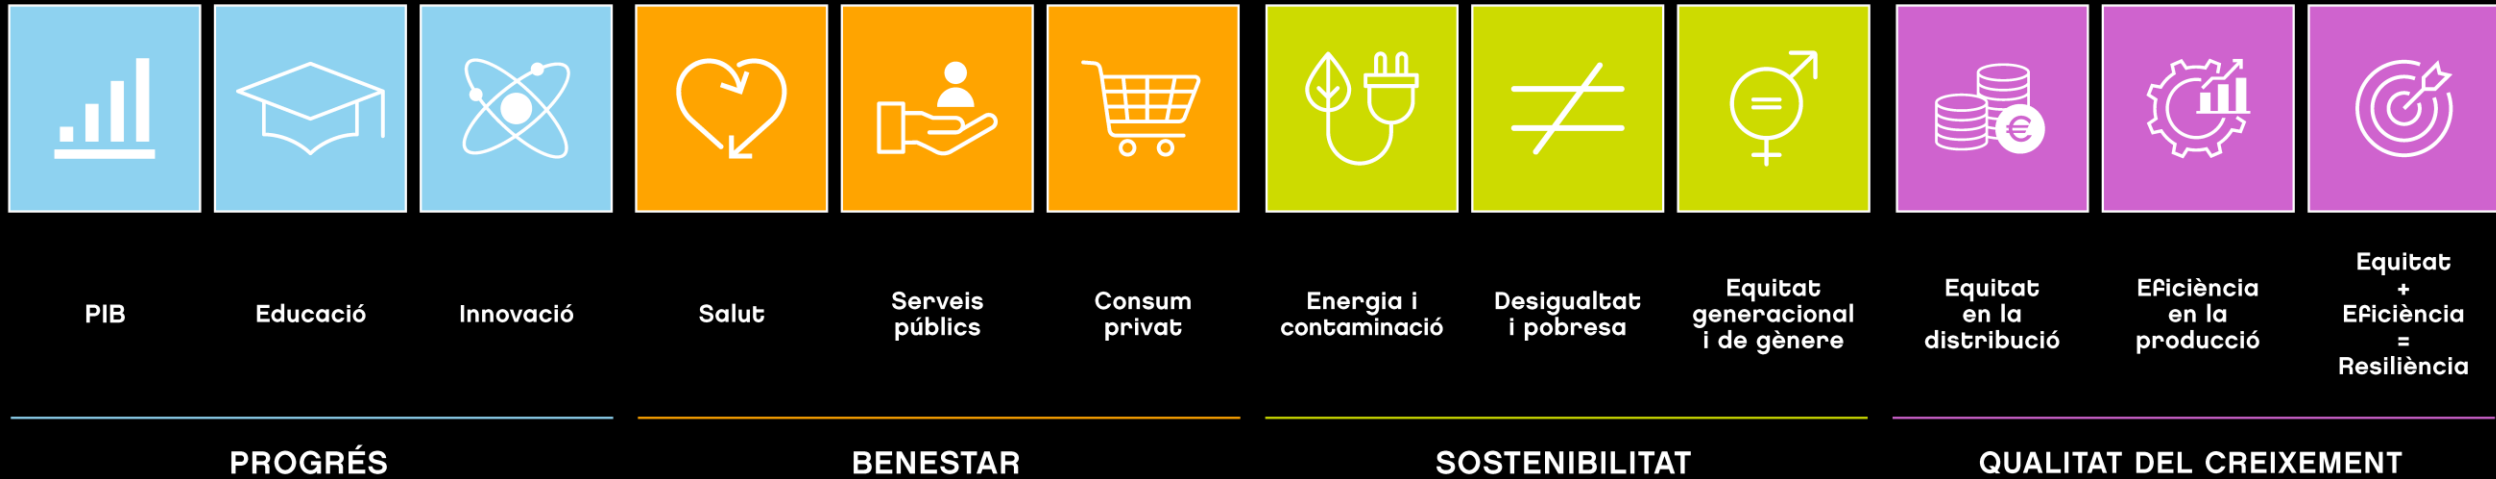 PIB
Educació
Innovació
Salut
Serveis
públics
Consum
privat
Energia i
contaminació
Desigualtat
i pobresa
Equitat
generacional
i de gènere
Equitat
en la
distribució
Eficiència
en la
producció
Equitat
+
Eficiència
=
Resiliència
PROGRÉS
BENESTAR
SOSTENIBILITAT
QUALITAT DEL CREIXEMENT